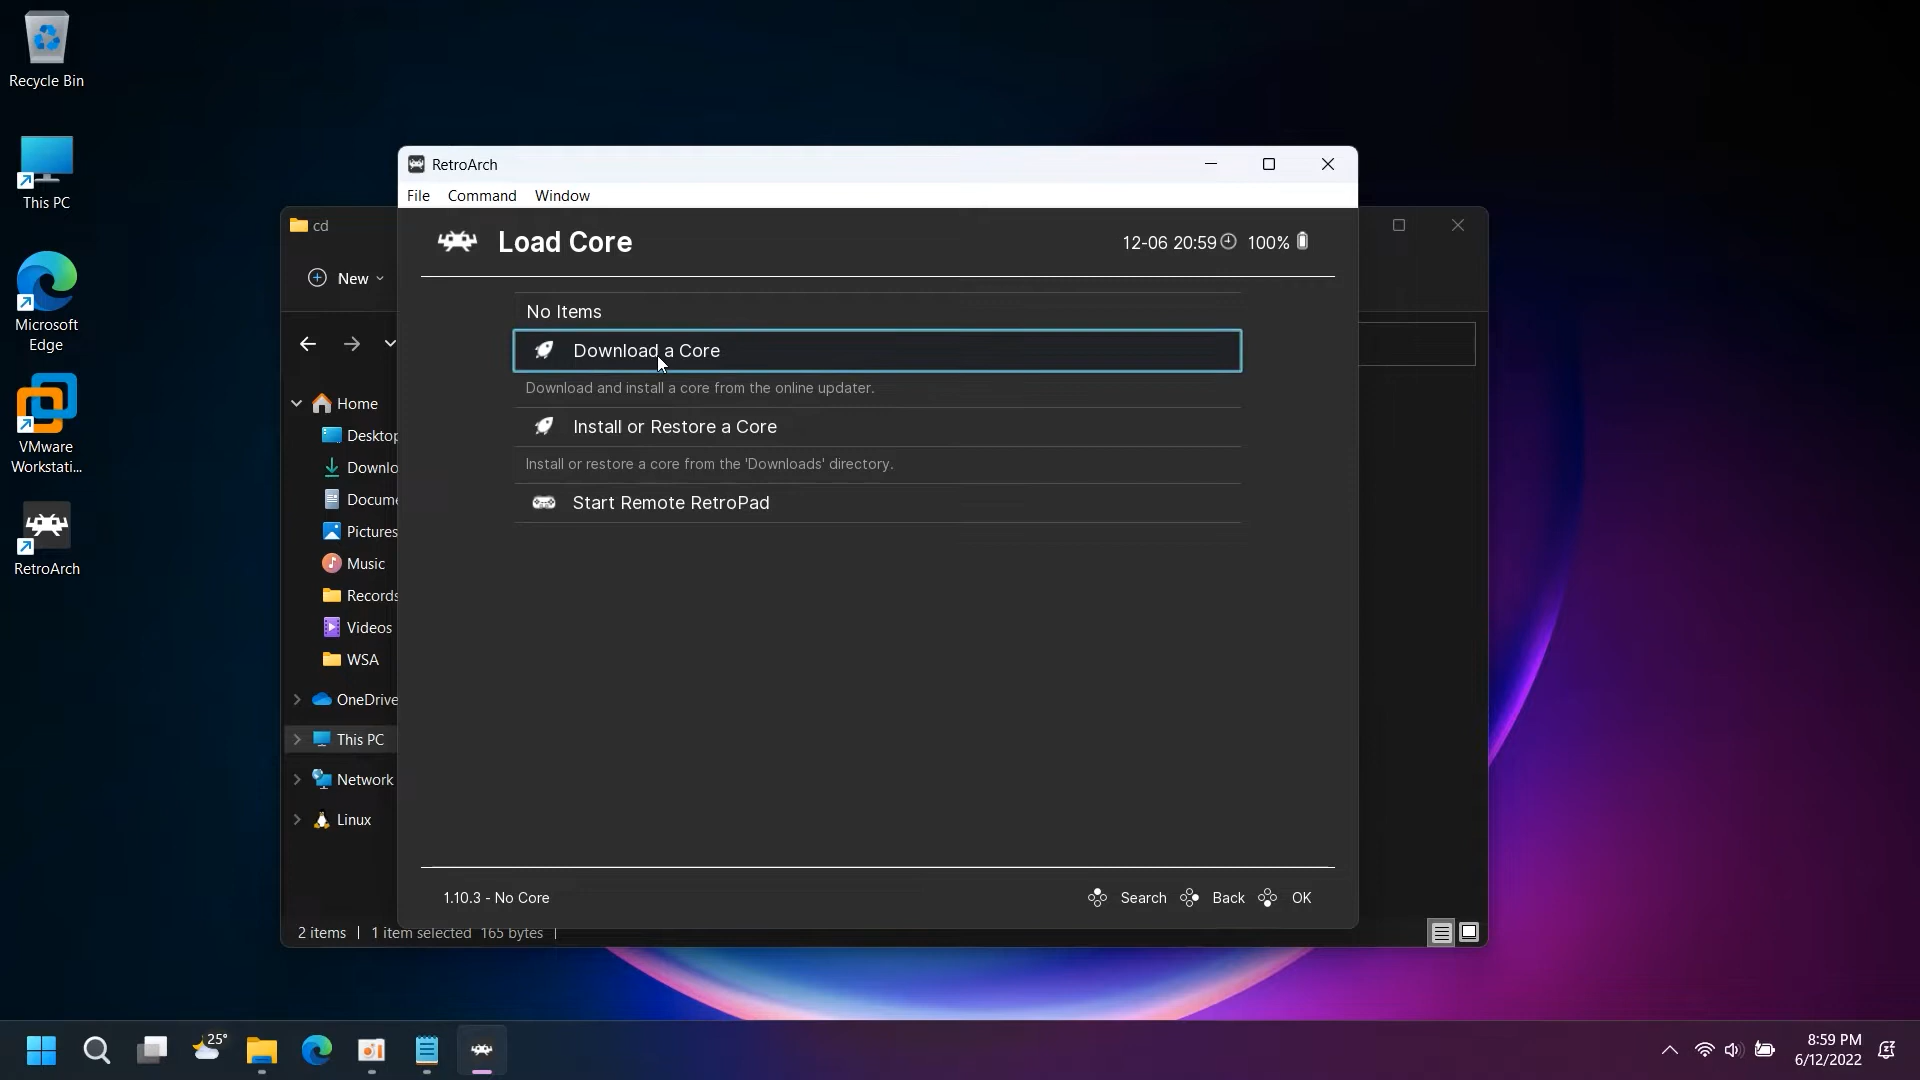 Recycle Bin
This PC
Microsoft
Edge
VMware
Workstati...
RetroArch
cd
New
Home
Desktop
Downlo
Docume
Pictures
Music
Records
Videos
WSA
OneDrive
This PC
Network
Linux
2 items
1 item selected 165 bytes
RetroArch
File Command Window
Load Core
12-06 20:59 100%
No Items
Download a Core
Download and install a core from the online updater.
Install or Restore a Core
Install or restore a core from the 'Downloads' directory.
Start Remote RetroPad
1.10.3 - No Core
Search Back OK
25°
8:59 PM
6/12/2022